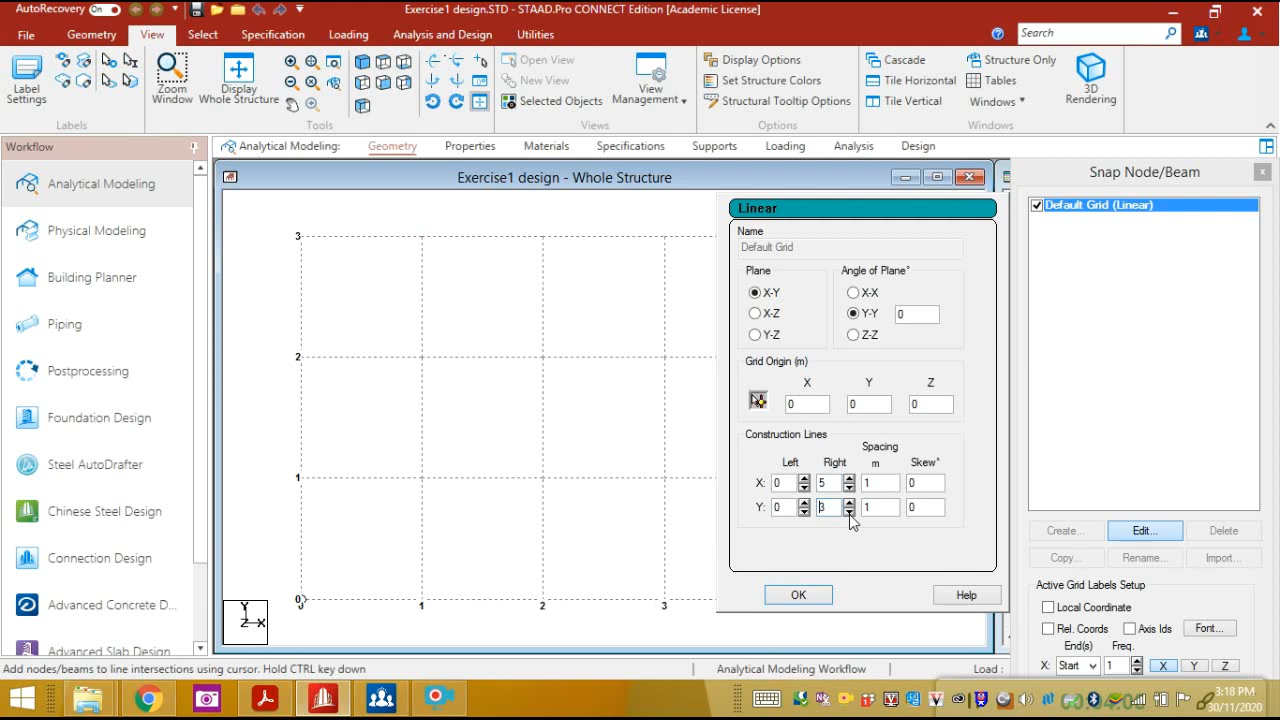 AutoRecovery On
Exercise1 design.STD - STAAD.Pro CONNECT Edition [Academic License]
File Geometry View Select Specification Loading Analysis and Design Utilities
Search
Label Settings
Labels
Zoom Window
Display Whole Structure
Tools
Open View
New View
Selected Objects
View Management
Views
Display Options
Set Structure Colors
Structural Tooltip Options
Options
Cascade
Tile Horizontal
Tile Vertical
Structure Only
Tables
Windows
Windows
3D Rendering
Workflow
Analytical Modeling: Geometry Properties Materials Specifications Supports Loading Analysis Design
Analytical Modeling
Physical Modeling
Building Planner
Piping
Postprocessing
Foundation Design
Steel AutoDrafter
Chinese Steel Design
Connection Design
Advanced Concrete D...
Advanced Slab Design
Exercise1 design - Whole Structure
3
2
1
0
0 1 2 3
Y
Z X
Linear
Name
Default Grid
Plane
X-Y
X-Z
Y-Z
Angle of Plane°
X-X
Y-Y 0
Z-Z
Grid Origin (m)
X Y Z
0 0 0
Construction Lines
Spacing
Left Right m Skew°
X: 0 5 1 0
Y: 0 3 1 0
OK Help
Snap Node/Beam
Default Grid (Linear)
Create... Edit... Delete
Copy... Rename... Import...
Active Grid Labels Setup
Local Coordinate
Rel. Coords Axis Ids Font...
End(s) Freq.
X: Start 1 X Y Z
Add nodes/beams to line intersections using cursor. Hold CTRL key down
Analytical Modeling Workflow
Load :
3:18 PM
30/11/2020